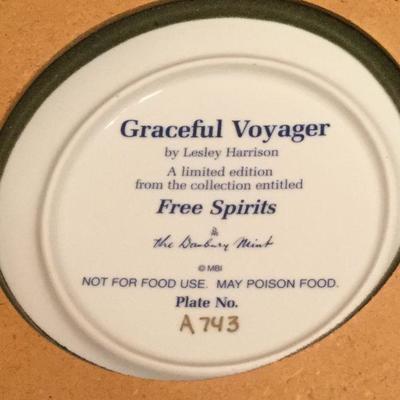 Graceful Voyager
by Lesley Harrison
A limited edition
from the collection entitled
Free Spirits
The Danbury Mint
© MBI
NOT FOR FOOD USE. MAY POISON FOOD.
Plate No.
A743